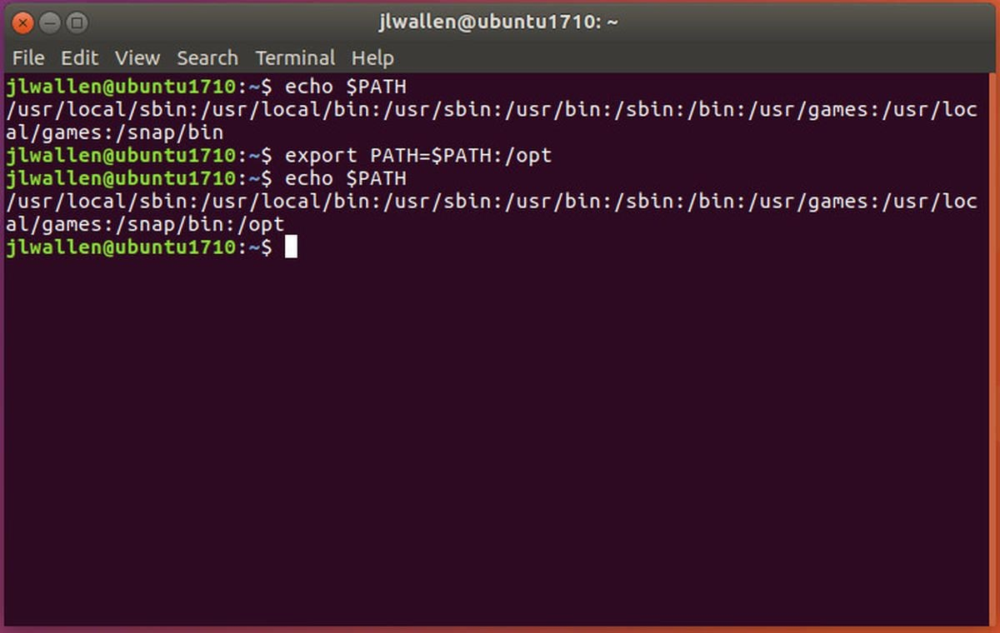 jlwallen@ubuntu1710: ~
File Edit View Search Terminal Help
jlwallen@ubuntu1710:~$ echo $PATH
/usr/local/sbin:/usr/local/bin:/usr/sbin:/usr/bin:/sbin:/bin:/usr/games:/usr/loc
al/games:/snap/bin
jlwallen@ubuntu1710:~$ export PATH=$PATH:/opt
jlwallen@ubuntu1710:~$ echo $PATH
/usr/local/sbin:/usr/local/bin:/usr/sbin:/usr/bin:/sbin:/bin:/usr/games:/usr/loc
al/games:/snap/bin:/opt
jlwallen@ubuntu1710:~$